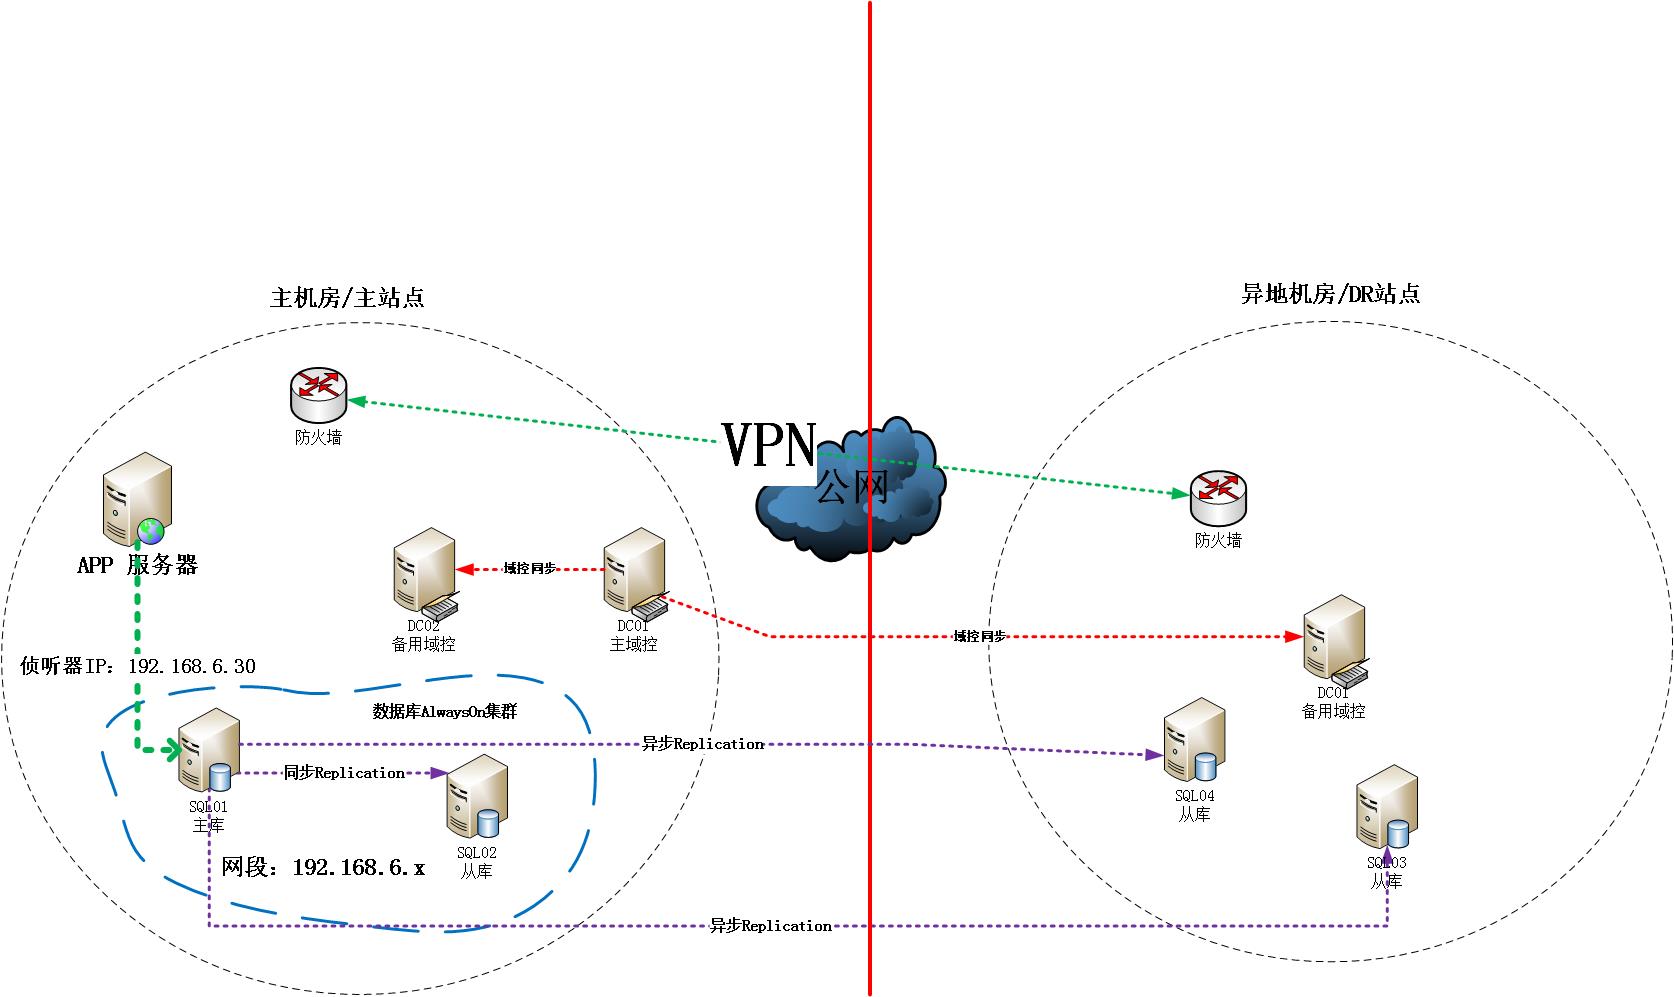 主机房/主站点
异地机房/DR站点
防火墙
VPN
公网
防火墙
APP 服务器
域控同步
DC02
备用域控
DC01
主域控
域控同步
DC01
备用域控
侦听器IP：192.168.6.30
数据库AlwaysOn集群
异步Replication
同步Replication
SQL01
主库
SQL02
从库
SQL04
从库
SQL03
从库
网段：192.168.6.x
异步Replication